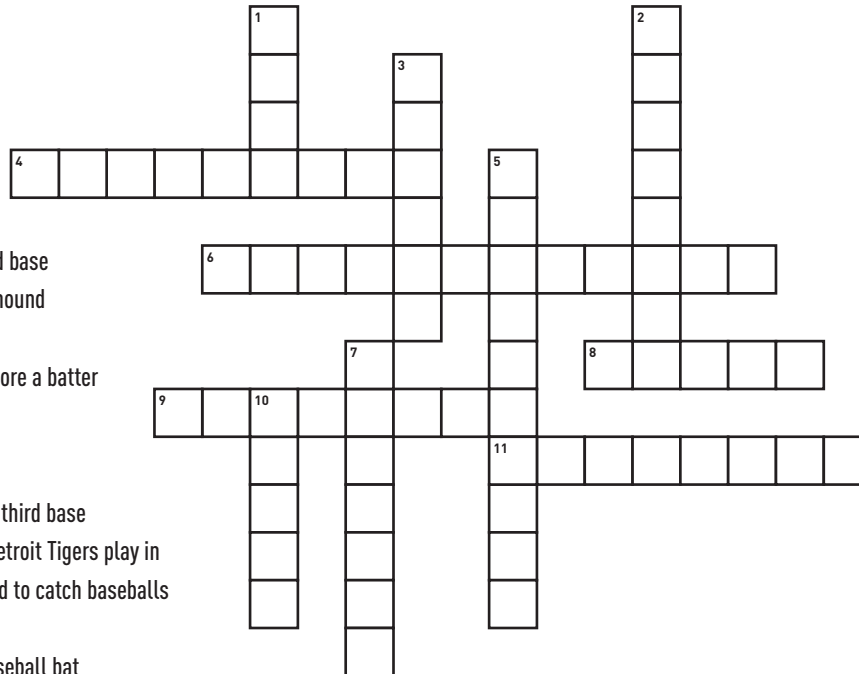 1 2
3
4 5
d base
6
mound
7 8
ore a batter
9 10
11
third base
etroit Tigers play in
d to catch baseballs
seball bat